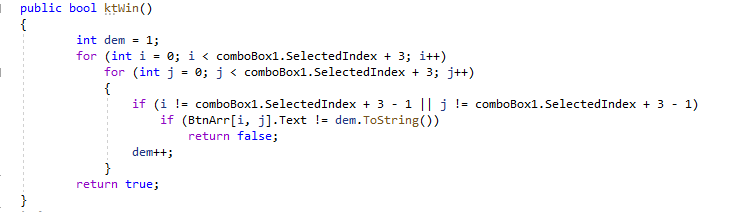 public bool ktWin()
{
int dem = 1;
for (int i = 0; i < comboBox1.SelectedIndex + 3; i++)
for (int j = 0; j < comboBox1.SelectedIndex + 3; j++)
{
if (i != comboBox1.SelectedIndex + 3 - 1 || j != comboBox1.SelectedIndex + 3 - 1)
if (BtnArr[i, j].Text != dem.ToString())
return false;
dem++;
}
return true;
}